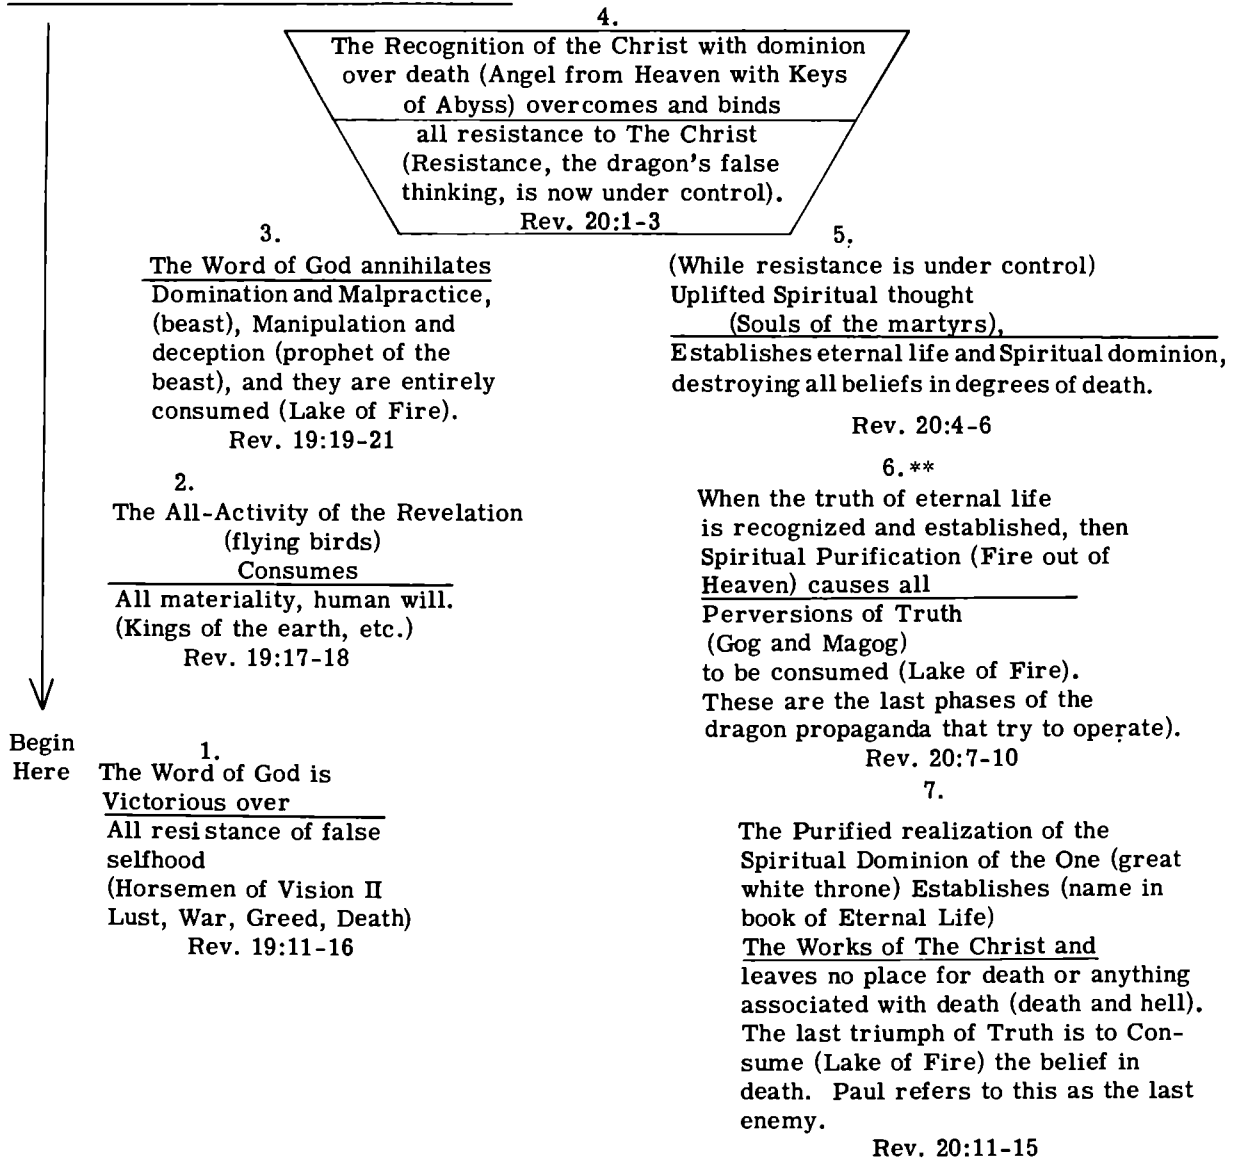 4.
The Recognition of the Christ with dominion
over death (Angel from Heaven with Keys
of Abyss) overcomes and binds
all resistance to The Christ
(Resistance, the dragon's false
thinking, is now under control).
Rev. 20:1-3
3.
The Word of God annihilates
Domination and Malpractice,
(beast), Manipulation and
deception (prophet of the
beast), and they are entirely
consumed (Lake of Fire).
Rev. 19:19-21
2.
The All-Activity of the Revelation
(flying birds)
Consumes
All materiality, human will.
(Kings of the earth, etc.)
Rev. 19:17-18
Begin
Here
1.
The Word of God is
Victorious over
All resistance of false
selfhood
(Horsemen of Vision II
Lust, War, Greed, Death)
Rev. 19:11-16
5.
(While resistance is under control)
Uplifted Spiritual thought
(Souls of the martyrs),
Establishes eternal life and Spiritual dominion,
destroying all beliefs in degrees of death.
Rev. 20:4-6
6.**
When the truth of eternal life
is recognized and established, then
Spiritual Purification (Fire out of
Heaven) causes all
Perversions of Truth
(Gog and Magog)
to be consumed (Lake of Fire).
These are the last phases of the
dragon propaganda that try to operate).
Rev. 20:7-10
7.
The Purified realization of the
Spiritual Dominion of the One (great
white throne) Establishes (name in
book of Eternal Life)
The Works of The Christ and
leaves no place for death or anything
associated with death (death and hell).
The last triumph of Truth is to Con-
sume (Lake of Fire) the belief in
death. Paul refers to this as the last
enemy.
Rev. 20:11-15